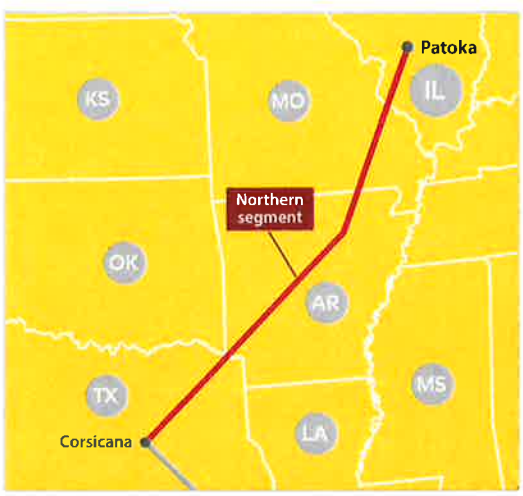 Patoka
KS
MO
IL
Northern
segment
OK
AR
TX
MS
Corsicana
LA